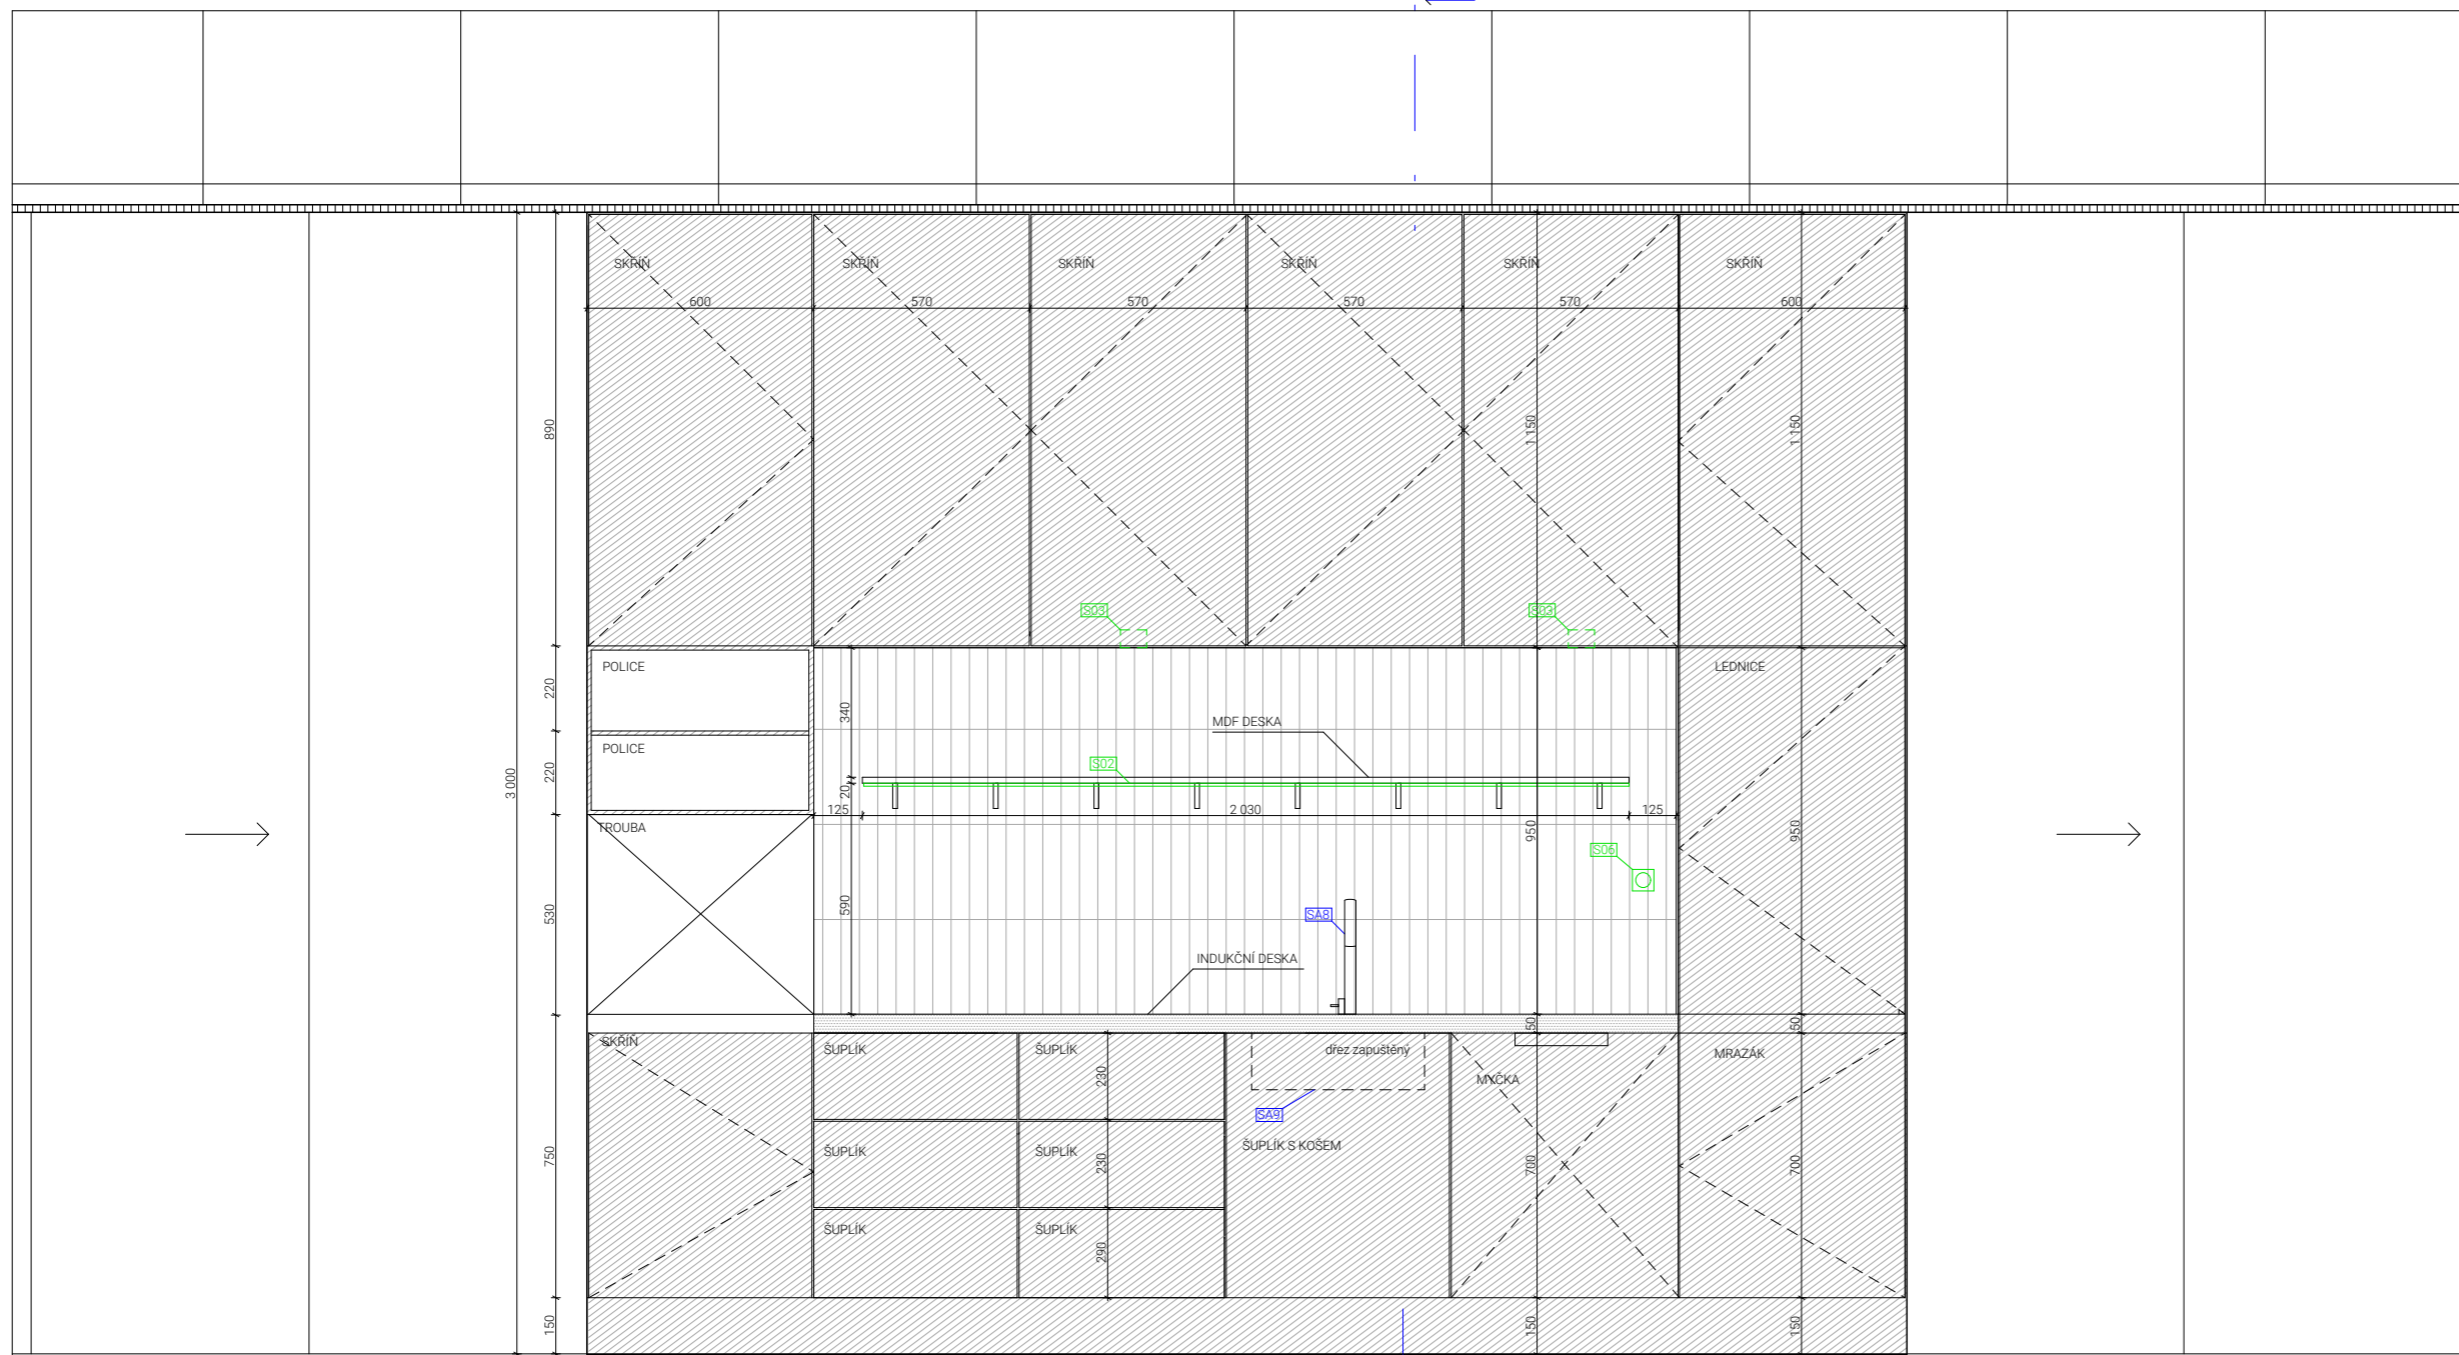 SKŘÍŇ
SKŘÍŇ
SKŘÍŇ
SKŘÍŇ
SKŘÍŇ
SKŘÍŇ
600
570
570
570
570
600
890
1 150
1 150
S03
S03
POLICE
LEDNICE
220
340
MDF DESKA
POLICE
S02
220
3 000
20
125
2 030
125
TROUBA
950
950
S06
530
590
SA8
INDUKČNÍ DESKA
50
50
SKŘÍŇ
ŠUPLÍK
ŠUPLÍK
dřez zapuštěný
MRAZÁK
230
MYČKA
SA9
ŠUPLÍK
ŠUPLÍK
ŠUPLÍK S KOŠEM
750
230
700
700
ŠUPLÍK
ŠUPLÍK
290
150
150
150